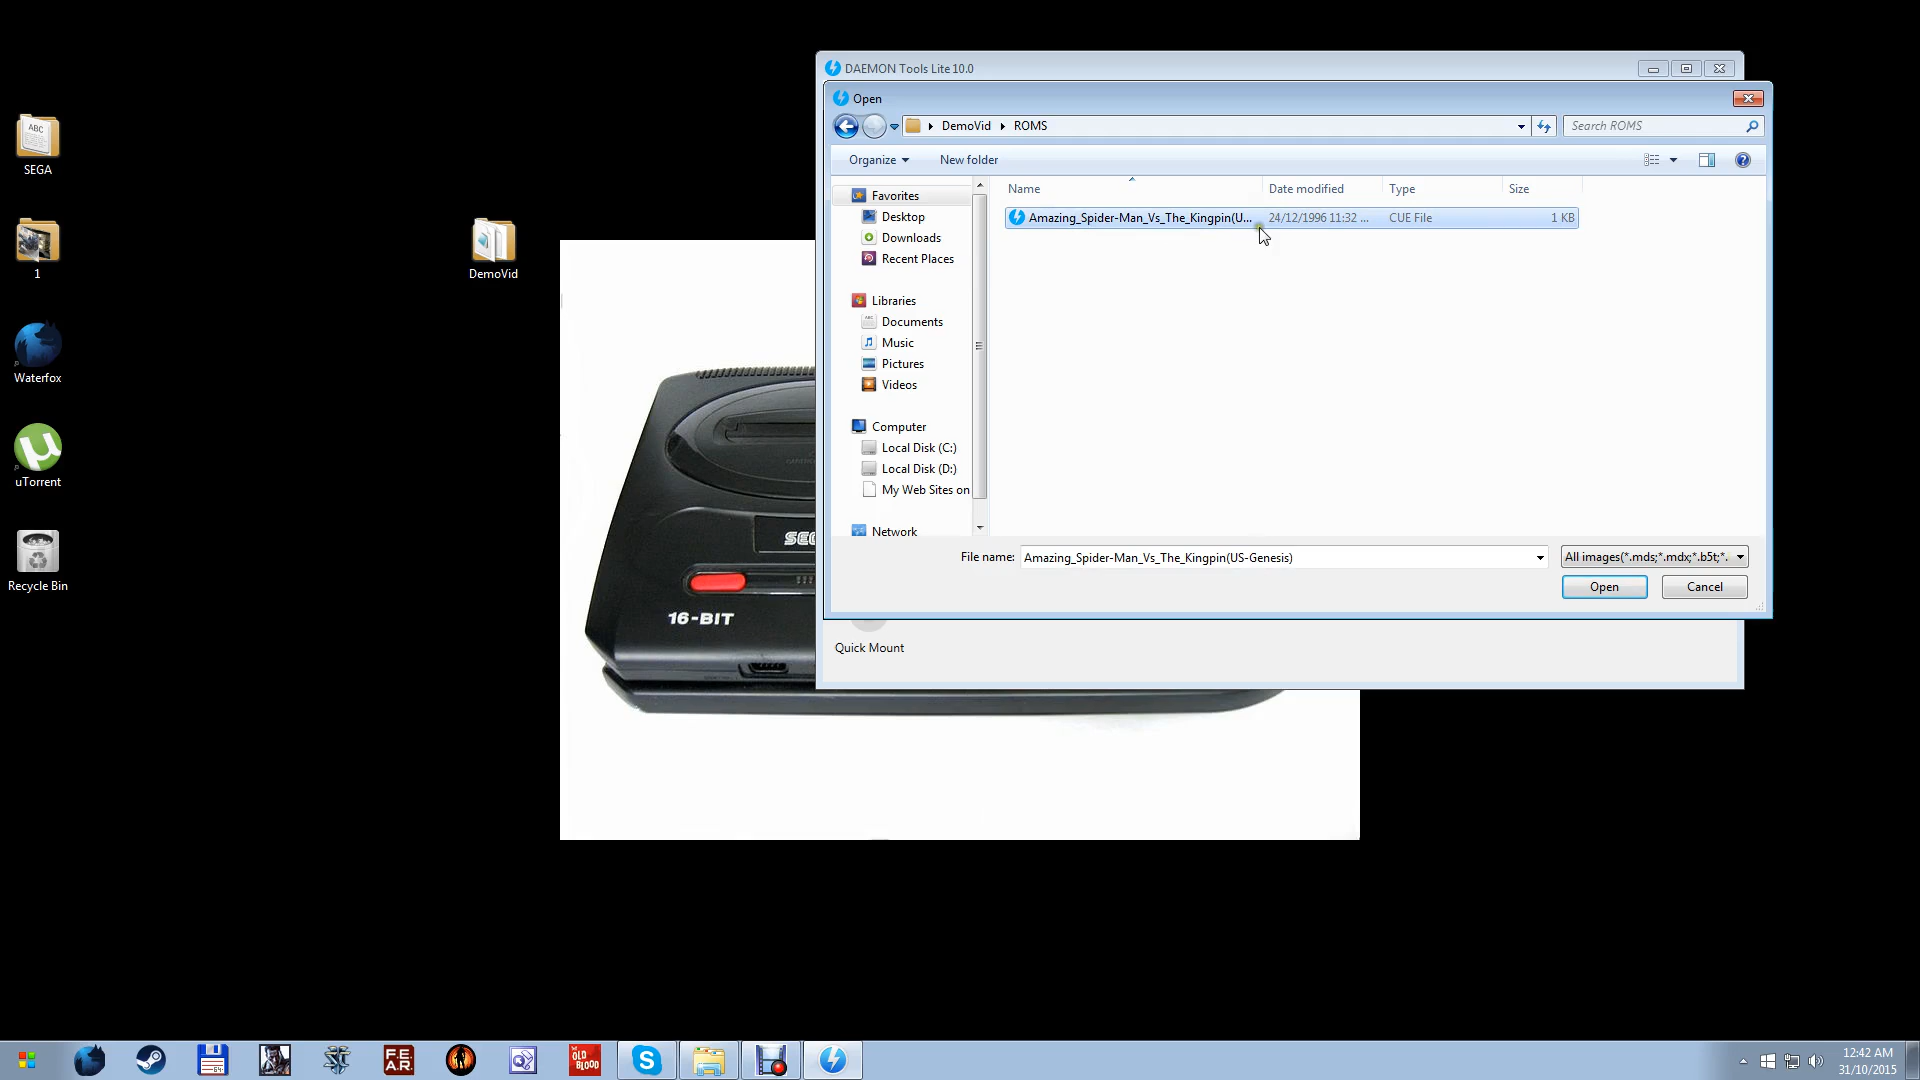 DAEMON Tools Lite 10.0
Open
DemoVid
ROMS
Search ROMS
Organize
New folder
Name
Date modified
Type
Size
Favorites
Desktop
Downloads
Recent Places
Amazing_Spider-Man_Vs_The_Kingpin(U...
24/12/1996 11:32 ...
CUE File
1 KB
Libraries
Documents
Music
Pictures
Videos
Computer
Local Disk (C:)
Local Disk (D:)
My Web Sites on
Network
File name:
Amazing_Spider-Man_Vs_The_Kingpin(US-Genesis)
All images(*.mds;*.mdx;*.b5t;*.
Open
Cancel
Quick Mount
ABC
SEGA
1
Waterfox
uTorrent
Recycle Bin
DemoVid
16-BIT
64
F.E.
A.R.
OLD
BLOOD
12:42 AM
31/10/2015